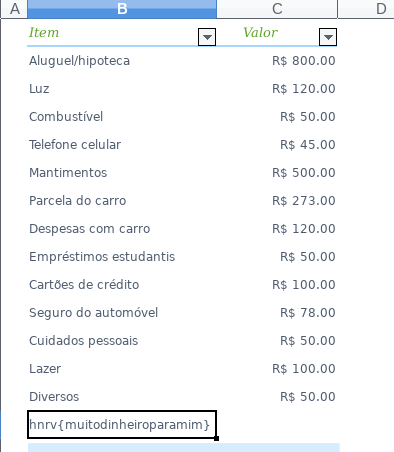 A B C D
Item Valor
Aluguel/hipoteca R$ 800.00
Luz R$ 120.00
Combustível R$ 50.00
Telefone celular R$ 45.00
Mantimentos R$ 500.00
Parcela do carro R$ 273.00
Despesas com carro R$ 120.00
Empréstimos estudantis R$ 50.00
Cartões de crédito R$ 100.00
Seguro do automóvel R$ 78.00
Cuidados pessoais R$ 50.00
Lazer R$ 100.00
Diversos R$ 50.00
hnrv{muitodinheiroparamim}